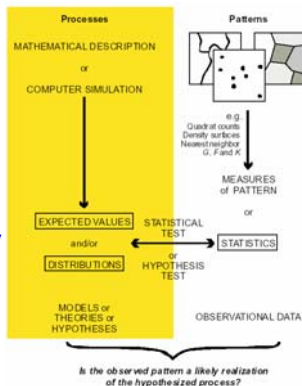 Processes
Patterns
MATHEMATICAL DESCRIPTION
or
COMPUTER SIMULATION
e.g.
Quadrat counts
Density surfaces
Nearest neighbor
G, F and K
MEASURES
of PATTERN
or
EXPECTED VALUES
STATISTICAL
TEST
and/or
STATISTICS
or
DISTRIBUTIONS
HYPOTHESIS
TEST
MODELS or
THEORIES or
HYPOTHESES
OBSERVATIONAL DATA
Is the observed pattern a likely realization
of the hypothesized process?